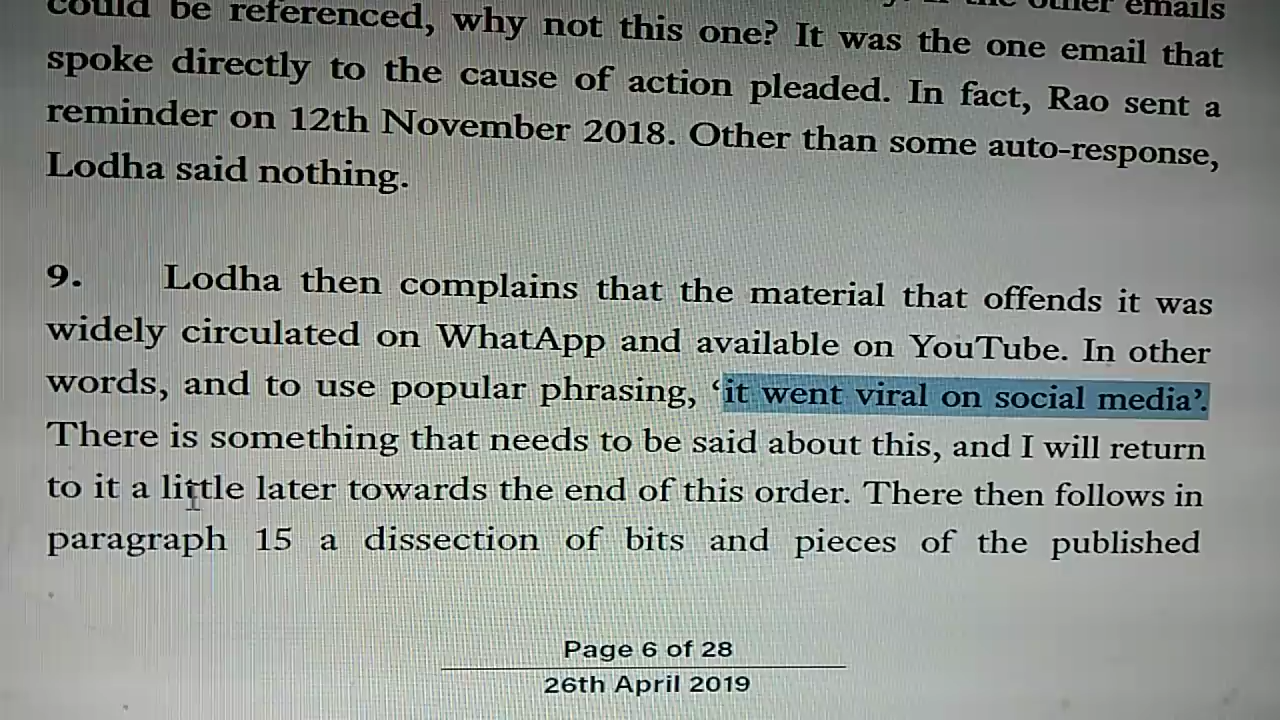 could be referenced, why not this one? It was the one email that
spoke directly to the cause of action pleaded. In fact, Rao sent a
reminder on 12th November 2018. Other than some auto-response,
Lodha said nothing.
9. Lodha then complains that the material that offends it was
widely circulated on WhatApp and available on YouTube. In other
words, and to use popular phrasing, ‘it went viral on social media’.
There is something that needs to be said about this, and I will return
to it a little later towards the end of this order. There then follows in
paragraph 15 a dissection of bits and pieces of the published
Page 6 of 28
26th April 2019